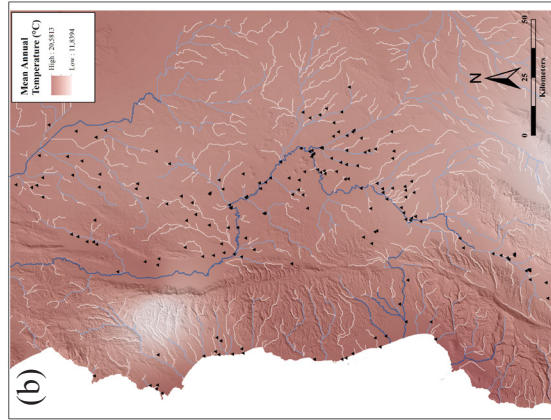 (b)
Mean Annual
Temperature (°C)
High : 20,5813
Low : 11,8394
N
0
25
50
Kilometers